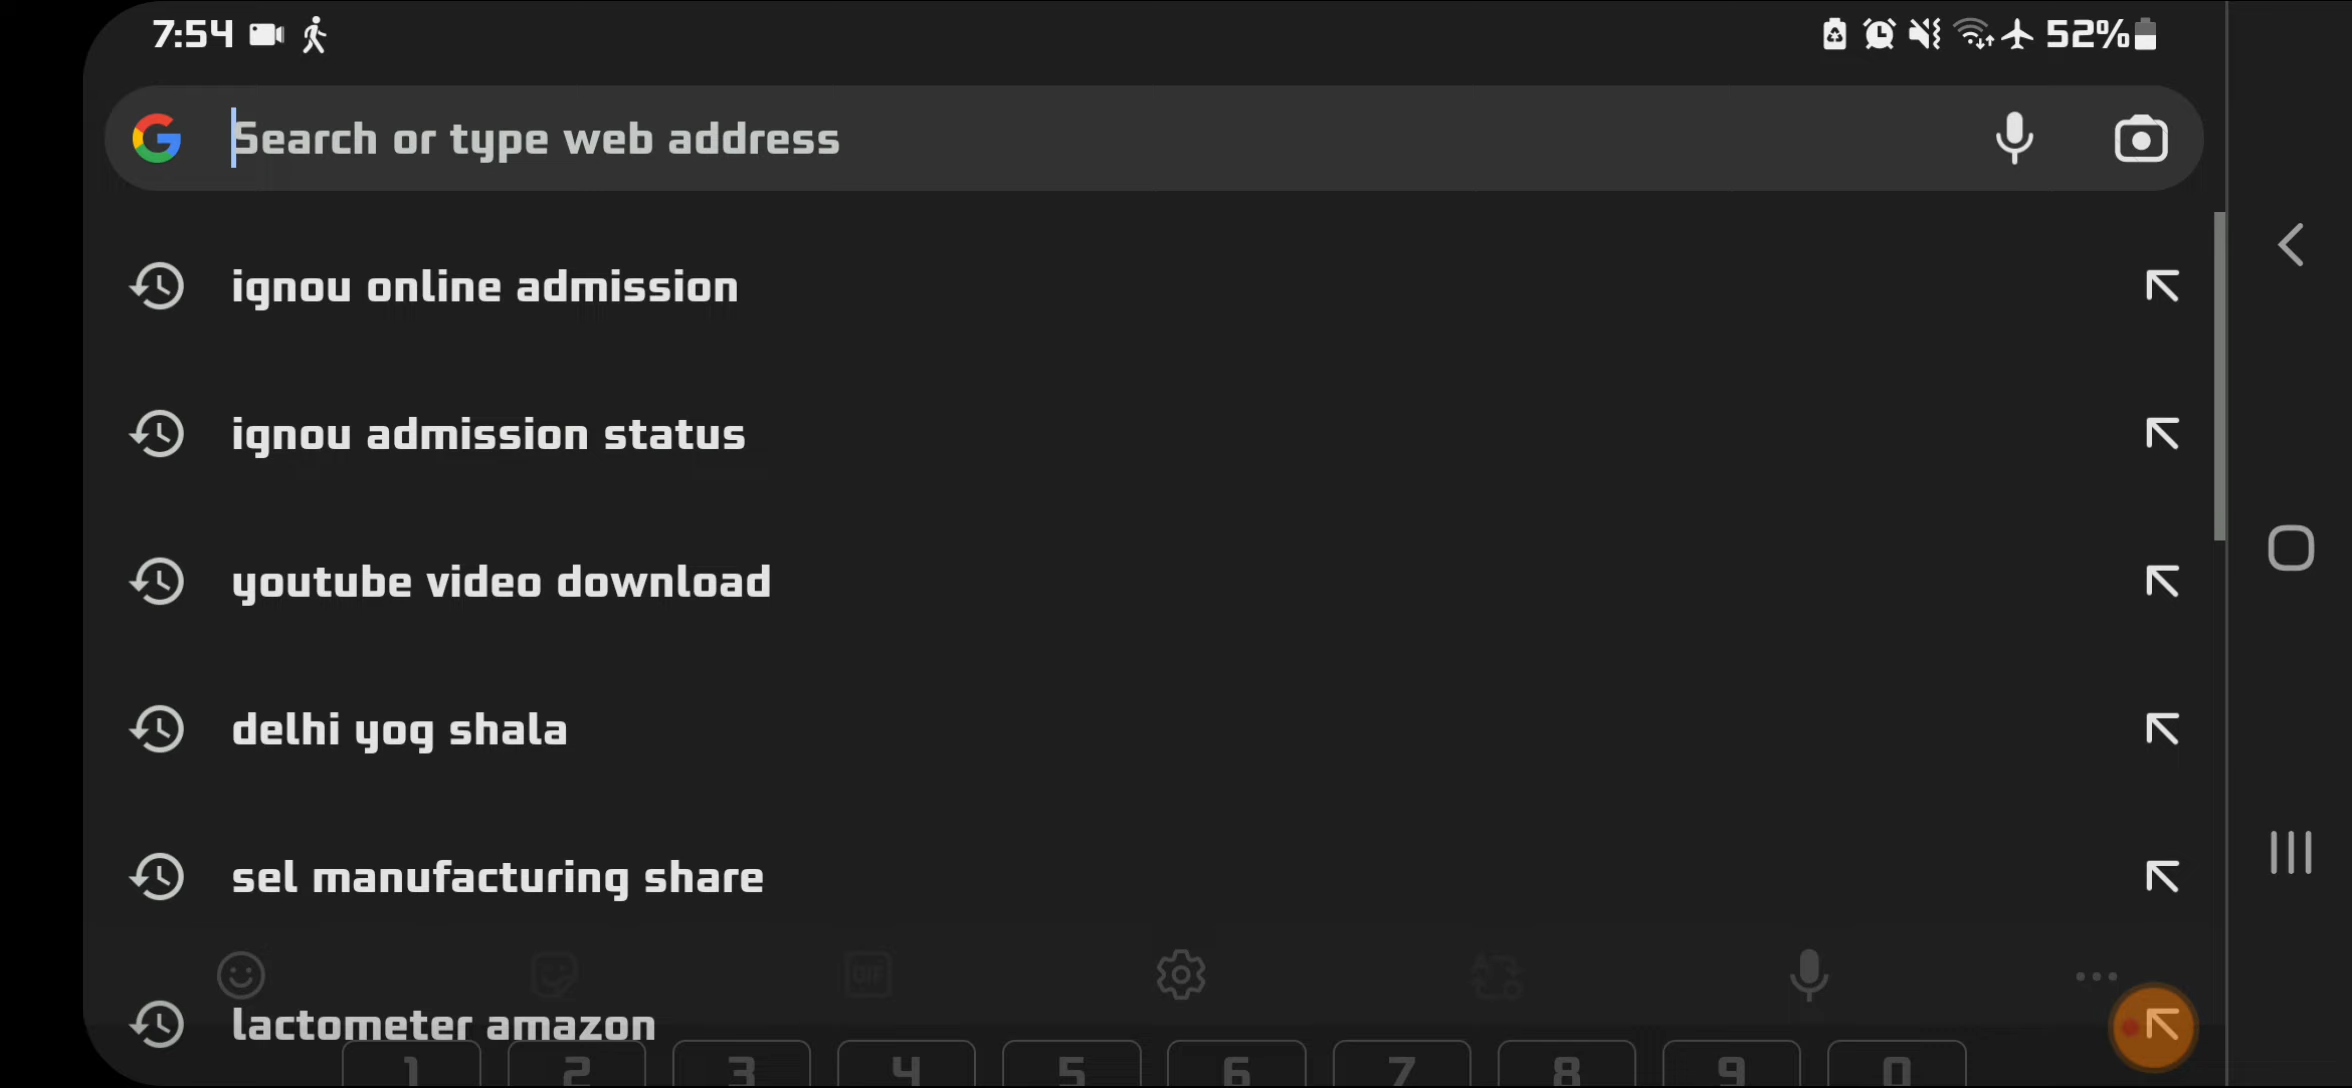 7:54 52%
Search or type web address
ignou online admission
ignou admission status
youtube video download
delhi yog shala
sel manufacturing share
GIF
lactometer amazon
1 2 3 4 5 6 7 8 9 0